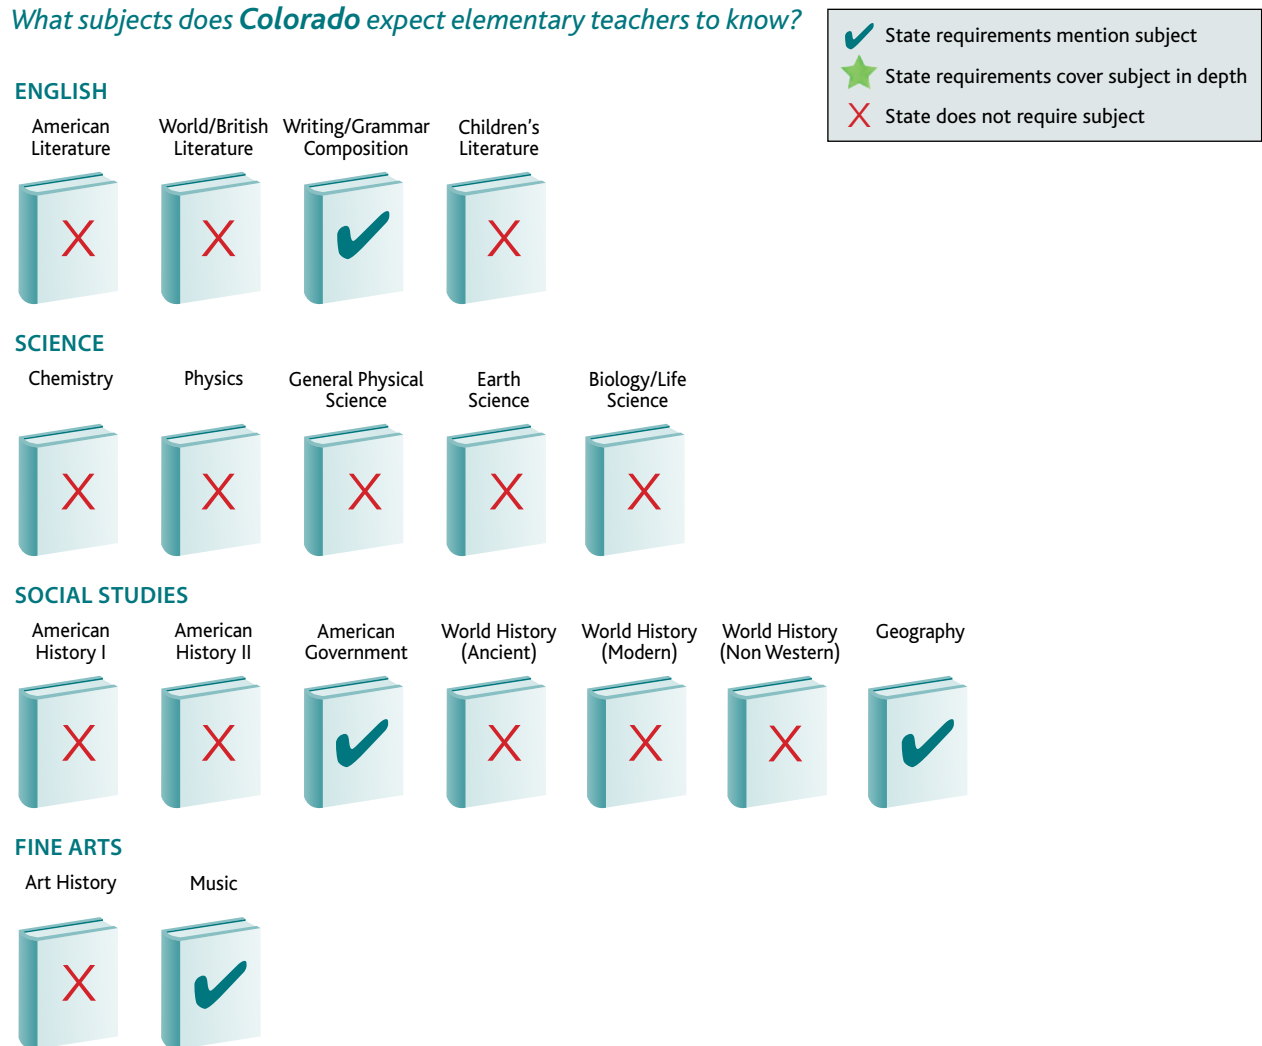 What subjects does Colorado expect elementary teachers to know?
State requirements mention subject
State requirements cover subject in depth
State does not require subject
ENGLISH
American
Literature
World/British
Literature
Writing/Grammar
Composition
Children's
Literature
SCIENCE
Chemistry
Physics
General Physical
Science
Earth
Science
Biology/Life
Science
SOCIAL STUDIES
American
History I
American
History II
American
Government
World History
(Ancient)
World History
(Modern)
World History
(Non Western)
Geography
FINE ARTS
Art History
Music